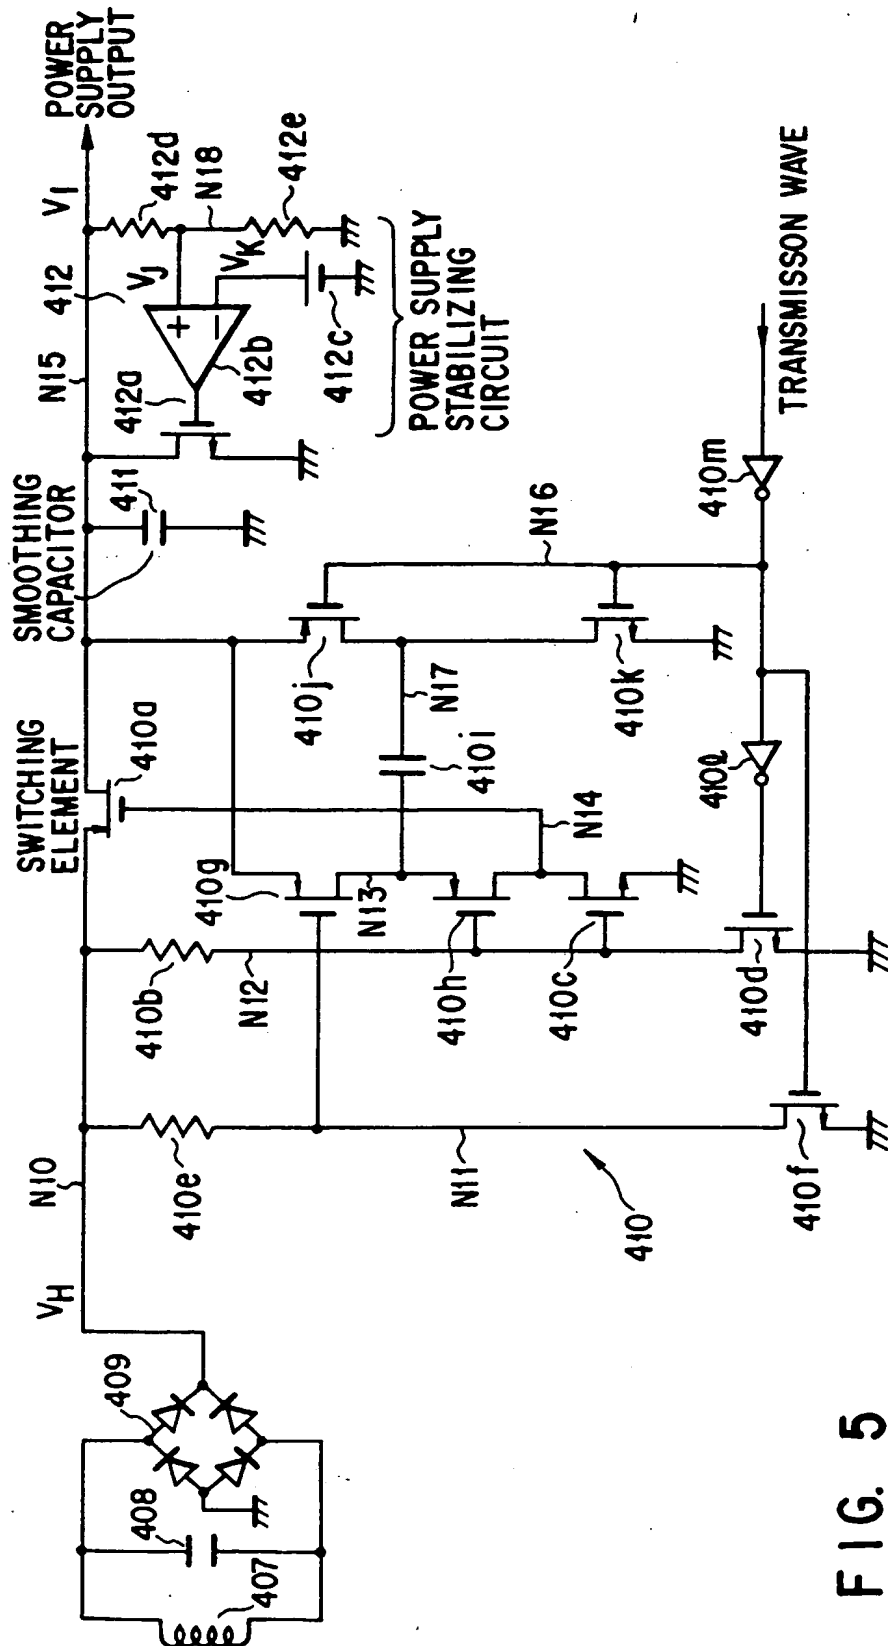 POWER
SUPPLY
OUTPUT
V1
412d
N18
412e
412
VJ
VK
N15
412a
412b
412c
POWER SUPPLY
STABILIZING
CIRCUIT
SMOOTHING
CAPACITOR
411
SWITCHING
ELEMENT
410a
410g
410j
N16
410m
TRANSMISSON WAVE
N17
410i
410k
N13
N14
410h
410c
410ℓ
410b
N12
410d
N10
410e
N11
410f
410
VH
409
408
407
FIG. 5